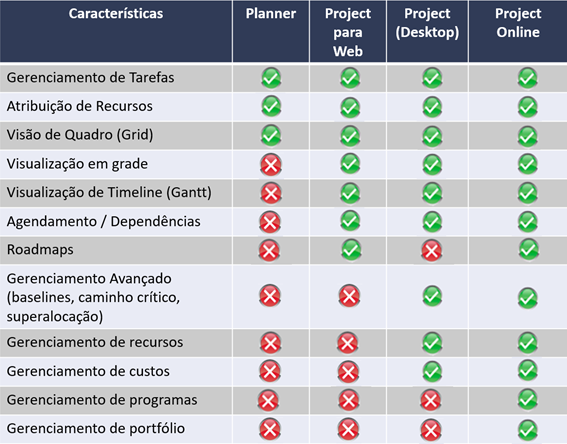 Características Planner Project para Web Project (Desktop) Project Online
Gerenciamento de Tarefas
Atribuição de Recursos
Visão de Quadro (Grid)
Visualização em grade
Visualização de Timeline (Gantt)
Agendamento / Dependências
Roadmaps
Gerenciamento Avançado
(baselines, caminho crítico,
superalocação)
Gerenciamento de recursos
Gerenciamento de custos
Gerenciamento de programas
Gerenciamento de portfólio